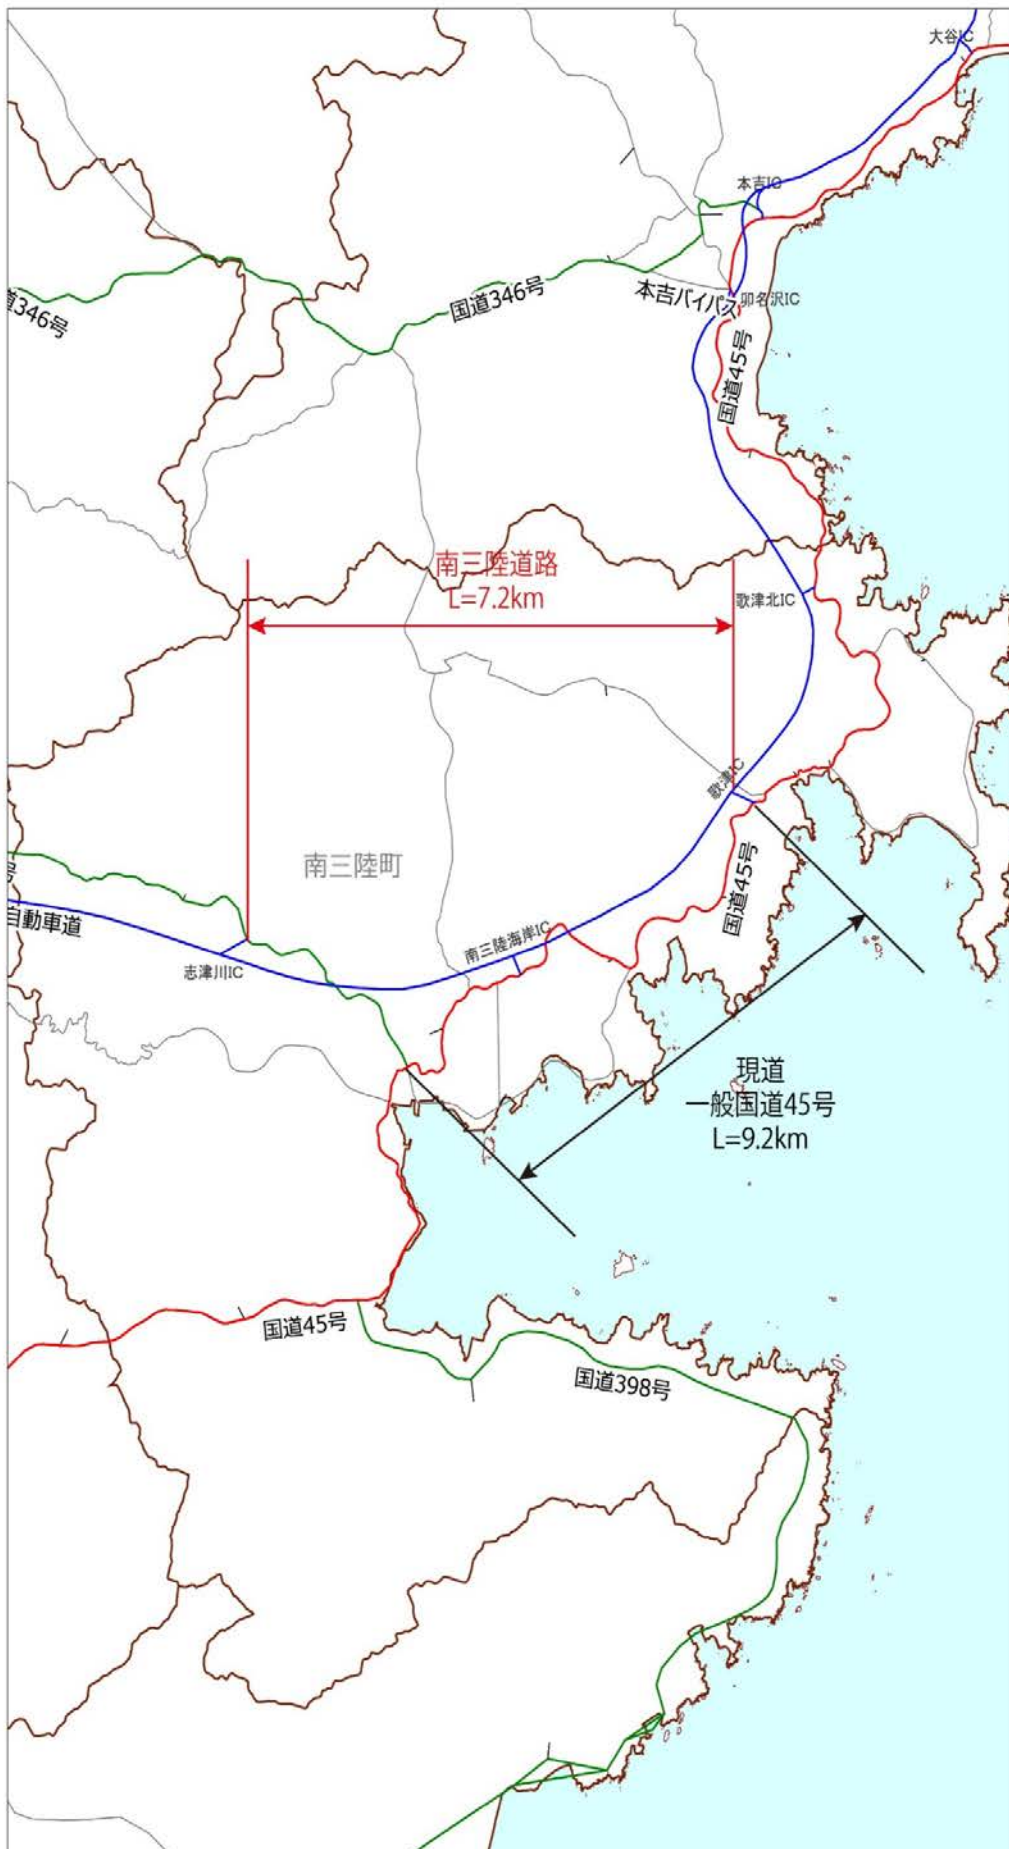 大谷IC
本吉IC
道346号
国道346号
本吉バイパス
卯名沢IC
国道45号
南三陸道路
L=7.2km
歌津北IC
歌津IC
南三陸町
国道45号
号
自動車道
志津川IC
南三陸海岸IC
現道
一般国道45号
L=9.2km
国道45号
国道398号